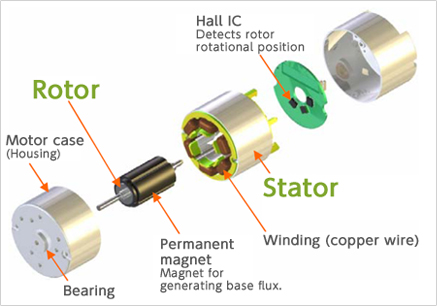 Hall IC
Detects rotor
rotational position
Rotor
Motor case
(Housing)
Stator
Winding (copper wire)
Permanent
magnet
Magnet for
generating base flux.
Bearing